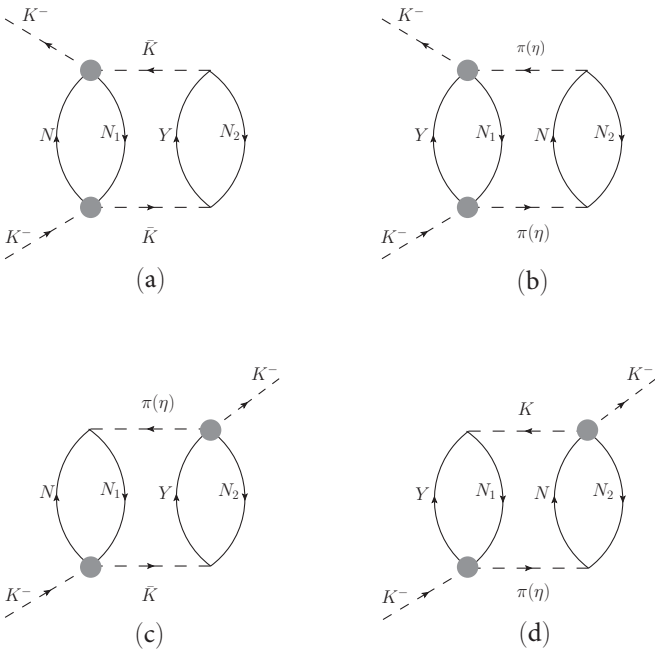 K⁻ K⁻
K̄ π(η)
N N₁ Y N₂ Y N₁ N N₂
K⁻ K̄ K⁻ π(η)
(a) (b)
K⁻ K⁻
π(η) K
N N₁ Y N₂ Y N₁ N N₂
K⁻ K̄ K⁻ π(η)
(c) (d)